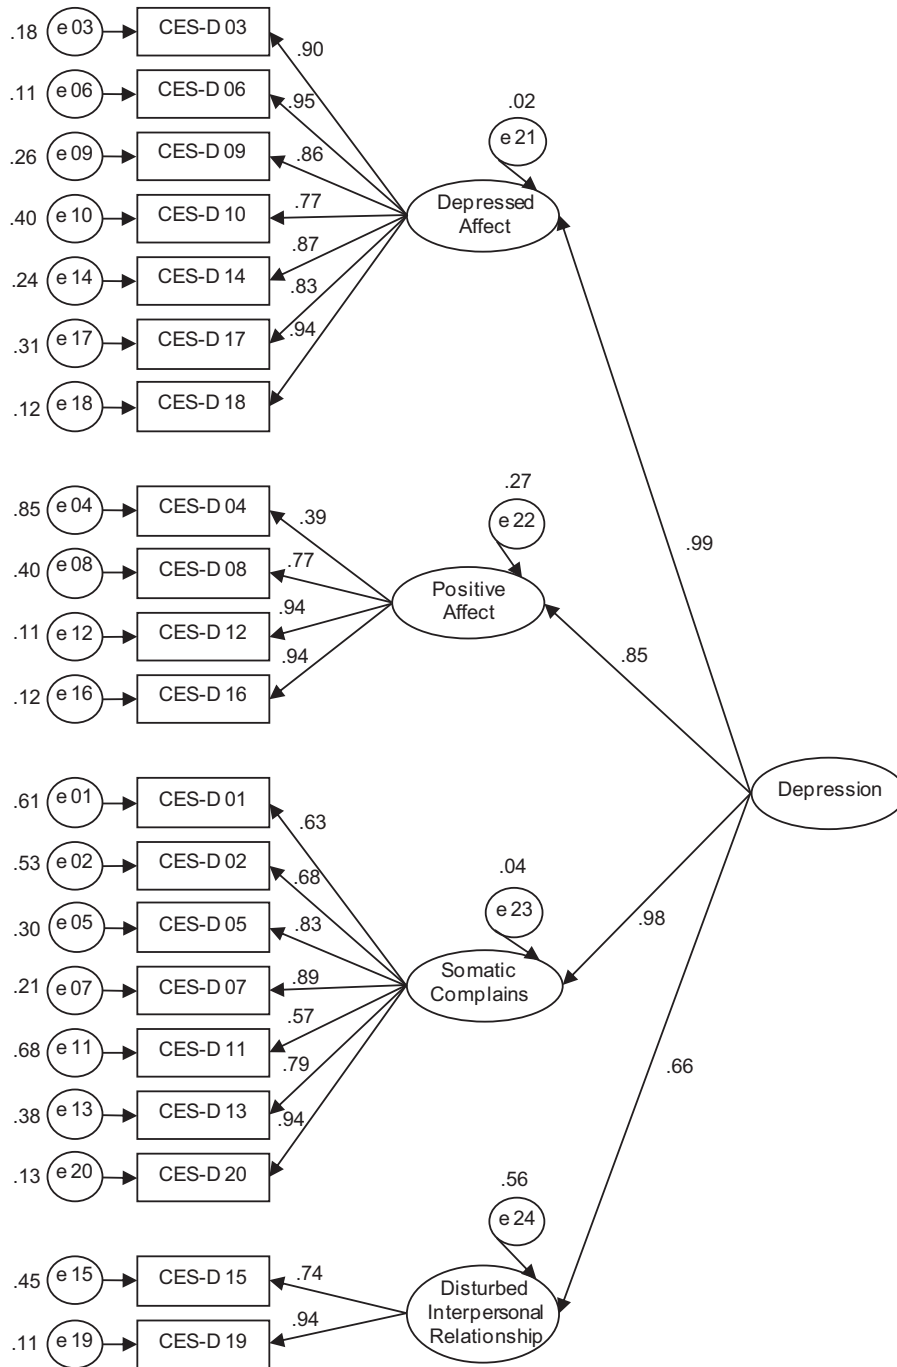 .18 e 03 CES-D 03 .90
.11 e 06 CES-D 06 .95
.26 e 09 CES-D 09 .86
.40 e 10 CES-D 10 .77
.24 e 14 CES-D 14 .87
.31 e 17 CES-D 17 .83
.12 e 18 CES-D 18 .94
.02
e 21
Depressed
Affect
.99
.85 e 04 CES-D 04 .39
.40 e 08 CES-D 08 .77
.11 e 12 CES-D 12 .94
.12 e 16 CES-D 16 .94
.27
e 22
Positive
Affect
.85
Depression
.61 e 01 CES-D 01 .63
.53 e 02 CES-D 02 .68
.30 e 05 CES-D 05 .83
.21 e 07 CES-D 07 .89
.68 e 11 CES-D 11 .57
.38 e 13 CES-D 13 .79
.13 e 20 CES-D 20 .94
.04
e 23
Somatic
Complains
.98
.66
.45 e 15 CES-D 15 .74
.11 e 19 CES-D 19 .94
.56
e 24
Disturbed
Interpersonal
Relationship